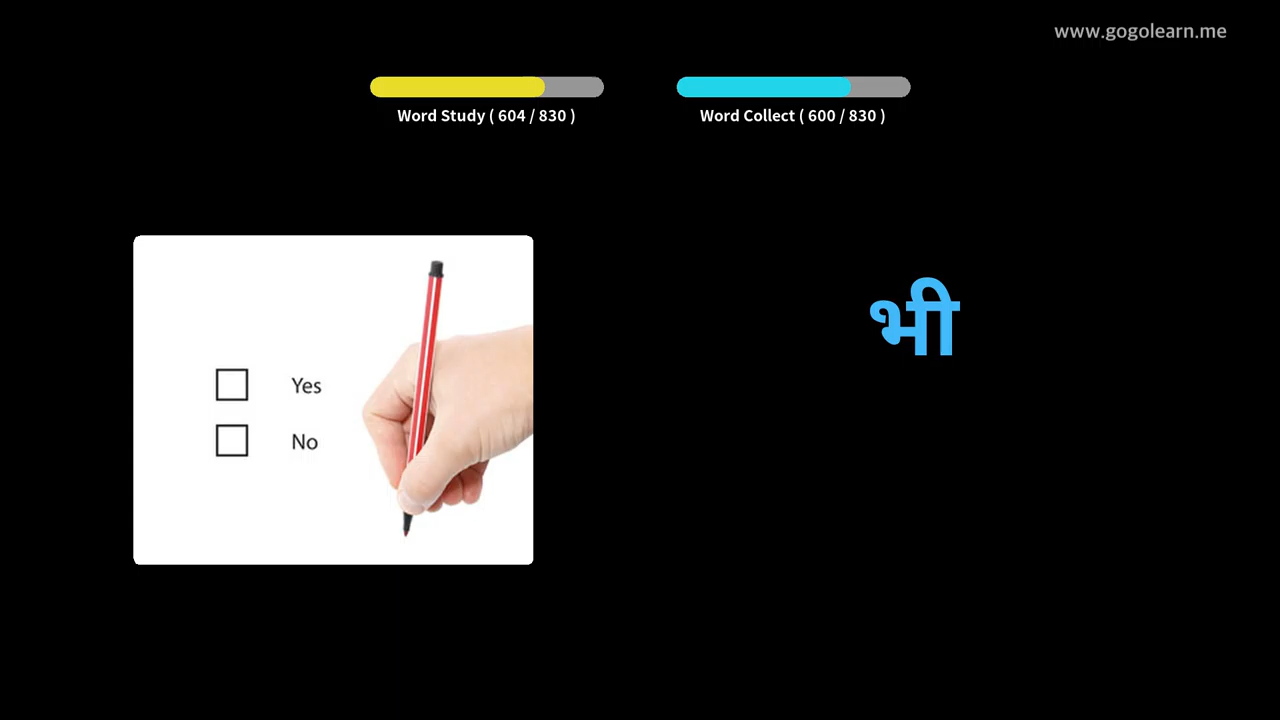 www.gogolearn.me
Word Study ( 604 / 830 )
Word Collect ( 600 / 830 )
भी
Yes
No